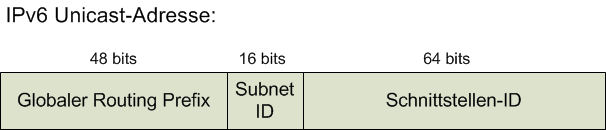 IPv6 Unicast-Adresse:
48 bits 16 bits 64 bits
Globaler Routing Prefix
Subnet
ID
Schnittstellen-ID